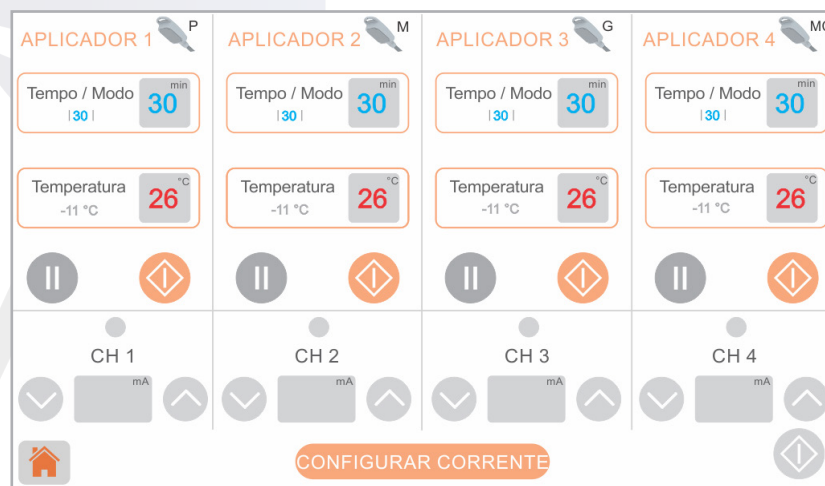 APLICADOR 1 P
Tempo / Modo
|30|
min
30
Temperatura
-11 °C
°C
26
APLICADOR 2 M
Tempo / Modo
|30|
min
30
Temperatura
-11 °C
°C
26
APLICADOR 3 G
Tempo / Modo
|30|
min
30
Temperatura
-11 °C
°C
26
APLICADOR 4
Tempo / Modo
|30|
min
30
Temperatura
-11 °C
°C
26
CH 1
mA
CH 2
mA
CH 3
mA
CH 4
mA
CONFIGURAR CORRENTE